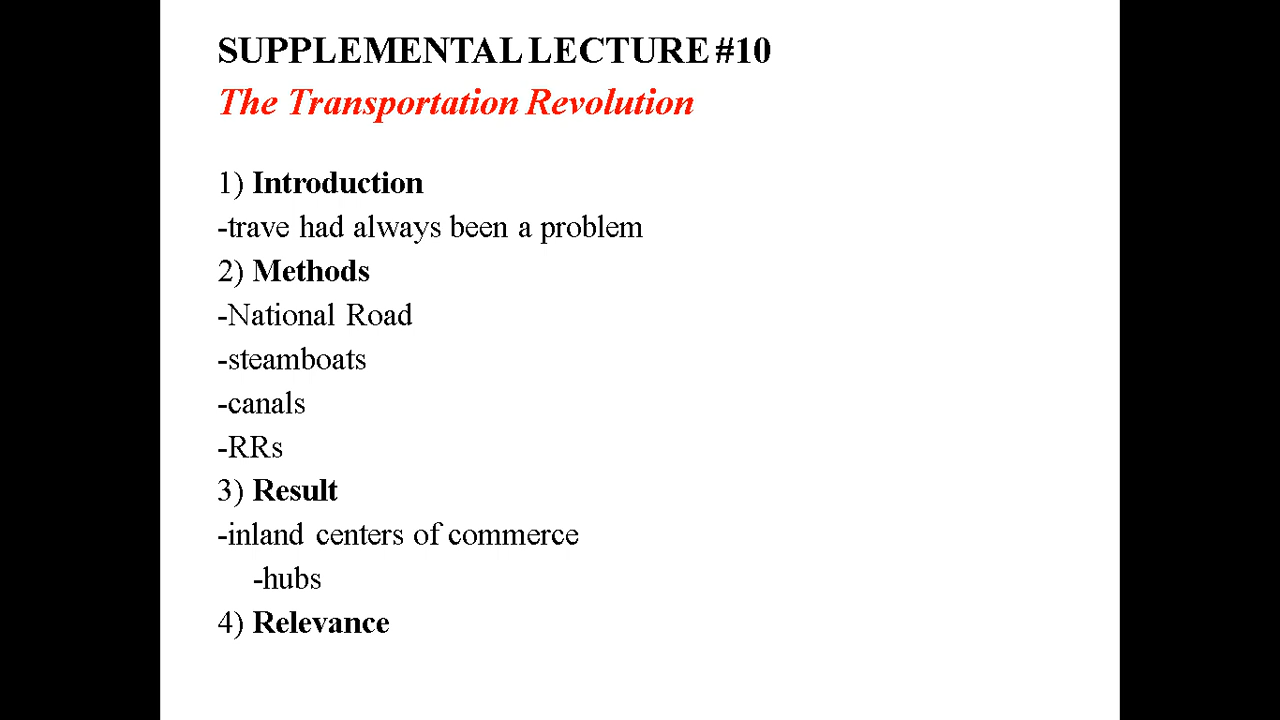 SUPPLEMENTAL LECTURE #10
The Transportation Revolution
1) Introduction
-trave had always been a problem
2) Methods
-National Road
-steamboats
-canals
-RRs
3) Result
-inland centers of commerce
-hubs
4) Relevance